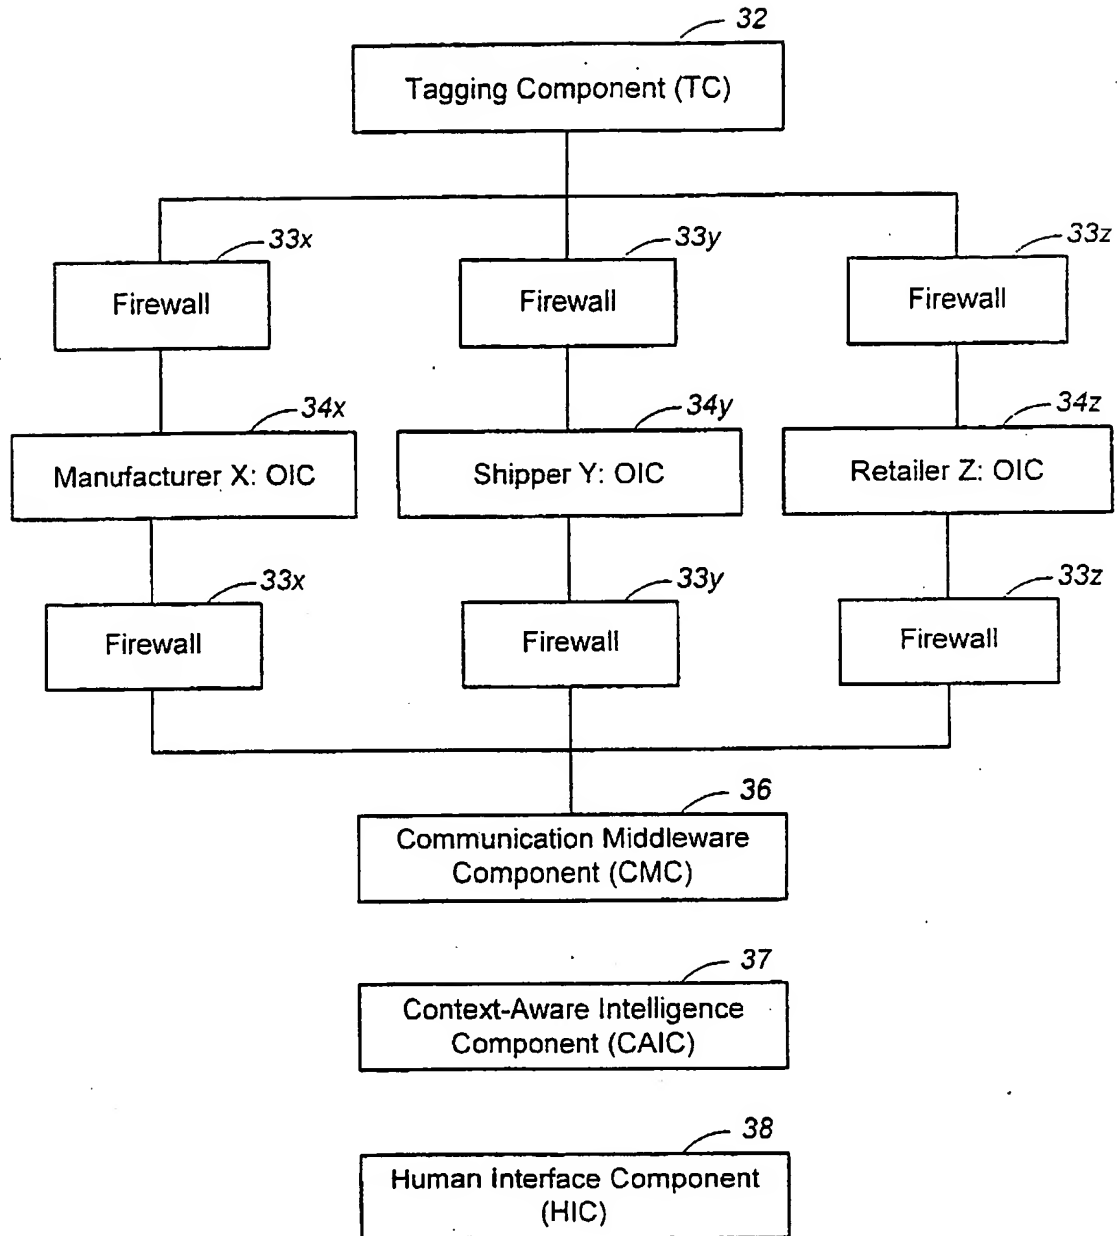 32
Tagging Component (TC)
33x
33y
33z
Firewall
Firewall
Firewall
34x
34y
34z
Manufacturer X: OIC
Shipper Y: OIC
Retailer Z: OIC
33x
33y
33z
Firewall
Firewall
Firewall
36
Communication Middleware
Component (CMC)
37
Context-Aware Intelligence
Component (CAIC)
38
Human Interface Component
(HIC)